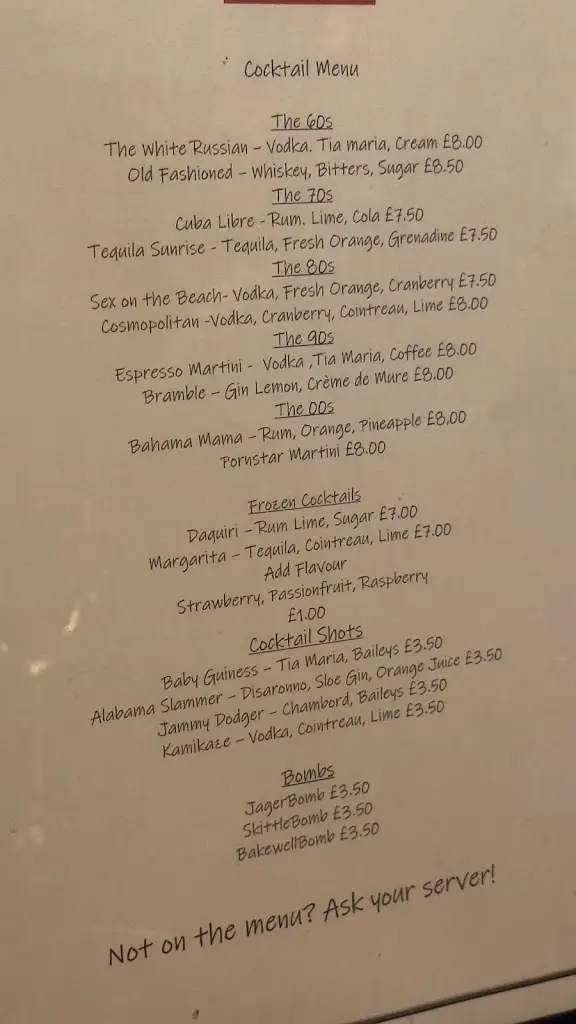 Cocktail Menu
The 60s
The White Russian – Vodka. Tia maria, Cream £8.00
Old Fashioned – Whiskey, Bitters, Sugar £8.50
The 70s
Cuba Libre -Rum. Lime, Cola £7.50
Tequila Sunrise - Tequila, Fresh Orange, Grenadine £7.50
The 80s
Sex on the Beach- Vodka, Fresh Orange, Cranberry £7.50
Cosmopolitan -Vodka, Cranberry, Cointreau, Lime £8.00
The 90s
Espresso Martini - Vodka ,Tia Maria, Coffee £8.00
Bramble – Gin Lemon, Crème de Mure £8.00
The 00s
Bahama Mama –Rum, Orange, Pineapple £8.00
Pornstar Martini £8.00
Frozen Cocktails
Daquiri –Rum Lime, Sugar £7.00
Margarita – Tequila, Cointreau, Lime £7.00
Add Flavour
Strawberry, Passionfruit, Raspberry
£1.00
Cocktail Shots
Baby Guiness – Tia Maria, Baileys £3.50
Alabama Slammer – Disaronno, Sloe Gin, Orange Juice £3.50
Jammy Dodger – Chambord, Baileys £3.50
Kamikaze – Vodka, Cointreau, Lime £3.50
Bombs
JagerBomb £3.50
SkittleBomb £3.50
BakewellBomb £3.50
Not on the menu? Ask your server!